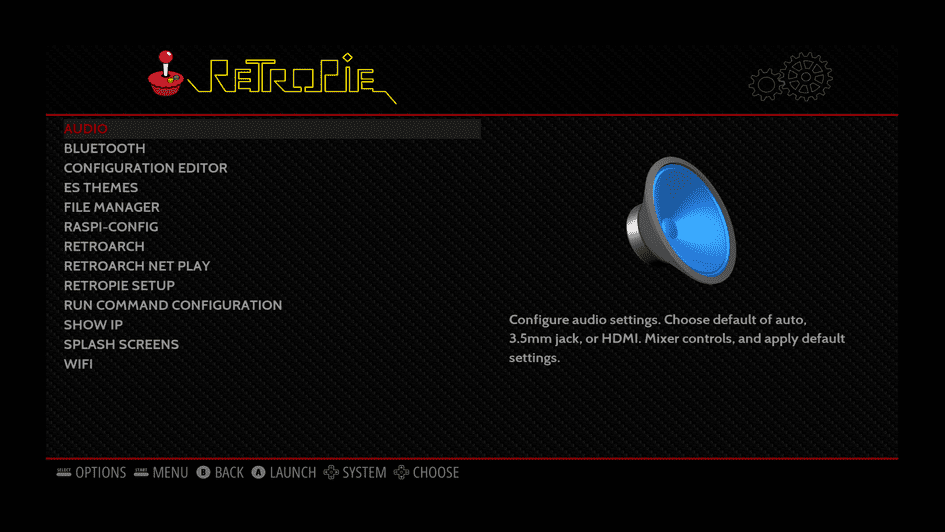 RETROPIE
AUDIO
BLUETOOTH
CONFIGURATION EDITOR
ES THEMES
FILE MANAGER
RASPI-CONFIG
RETROARCH
RETROARCH NET PLAY
RETROPIE SETUP
RUN COMMAND CONFIGURATION
SHOW IP
SPLASH SCREENS
WIFI
Configure audio settings. Choose default of auto,
3.5mm jack, or HDMI. Mixer controls, and apply default
settings.
SELECT OPTIONS START MENU B BACK A LAUNCH SYSTEM CHOOSE